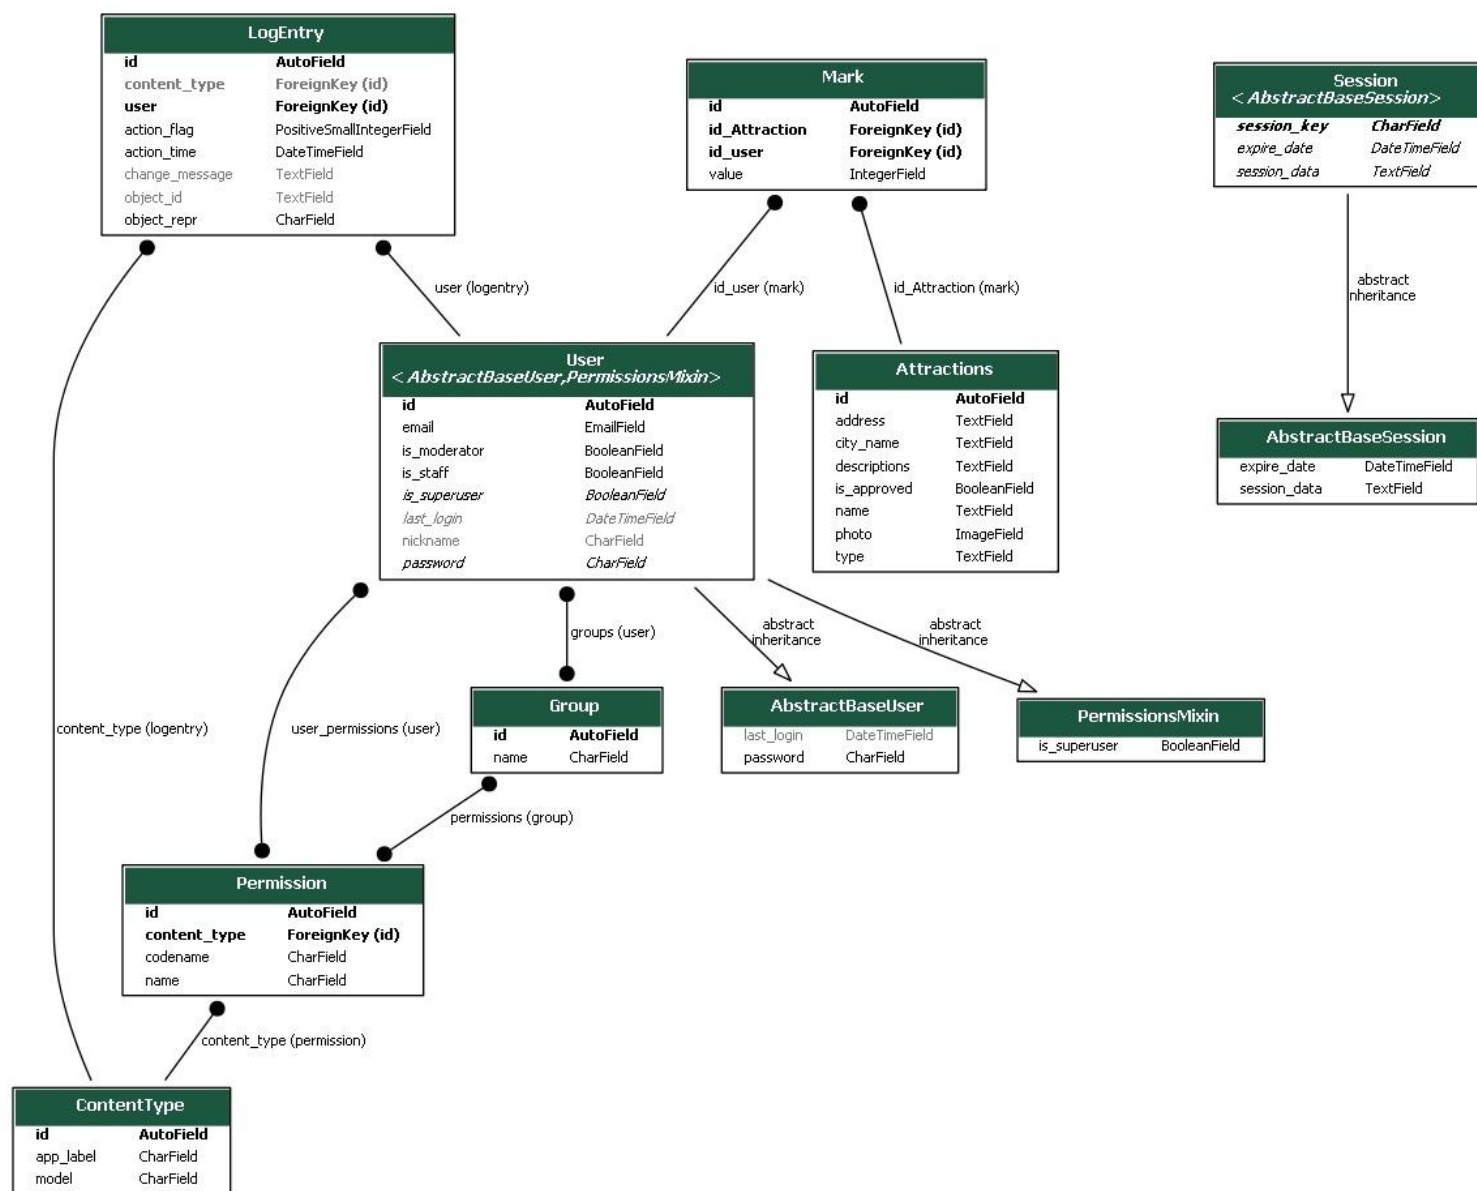 LogEntry
id AutoField
content_type ForeignKey (id)
user ForeignKey (id)
action_flag PositiveSmallIntegerField
action_time DateTimeField
change_message TextField
object_id TextField
object_repr CharField
Mark
id AutoField
id_Attraction ForeignKey (id)
id_user ForeignKey (id)
value IntegerField
Session
<AbstractBaseSession>
session_key CharField
expire_date DateTimeField
session_data TextField
user (logentry)
id_user (mark)
id_Attraction (mark)
abstract
nheritance
User
<AbstractBaseUser,PermissionsMixin>
id AutoField
email EmailField
is_moderator BooleanField
is_staff BooleanField
is_superuser BooleanField
last_login DateTimeField
nickname CharField
password CharField
Attractions
id AutoField
address TextField
city_name TextField
descriptions TextField
is_approved BooleanField
name TextField
photo ImageField
type TextField
AbstractBaseSession
expire_date DateTimeField
session_data TextField
groups (user)
abstract
inheritance
abstract
inheritance
content_type (logentry)
user_permissions (user)
Group
id AutoField
name CharField
AbstractBaseUser
last_login DateTimeField
password CharField
PermissionsMixin
is_superuser BooleanField
permissions (group)
Permission
id AutoField
content_type ForeignKey (id)
codename CharField
name CharField
content_type (permission)
ContentType
id AutoField
app_label CharField
model CharField